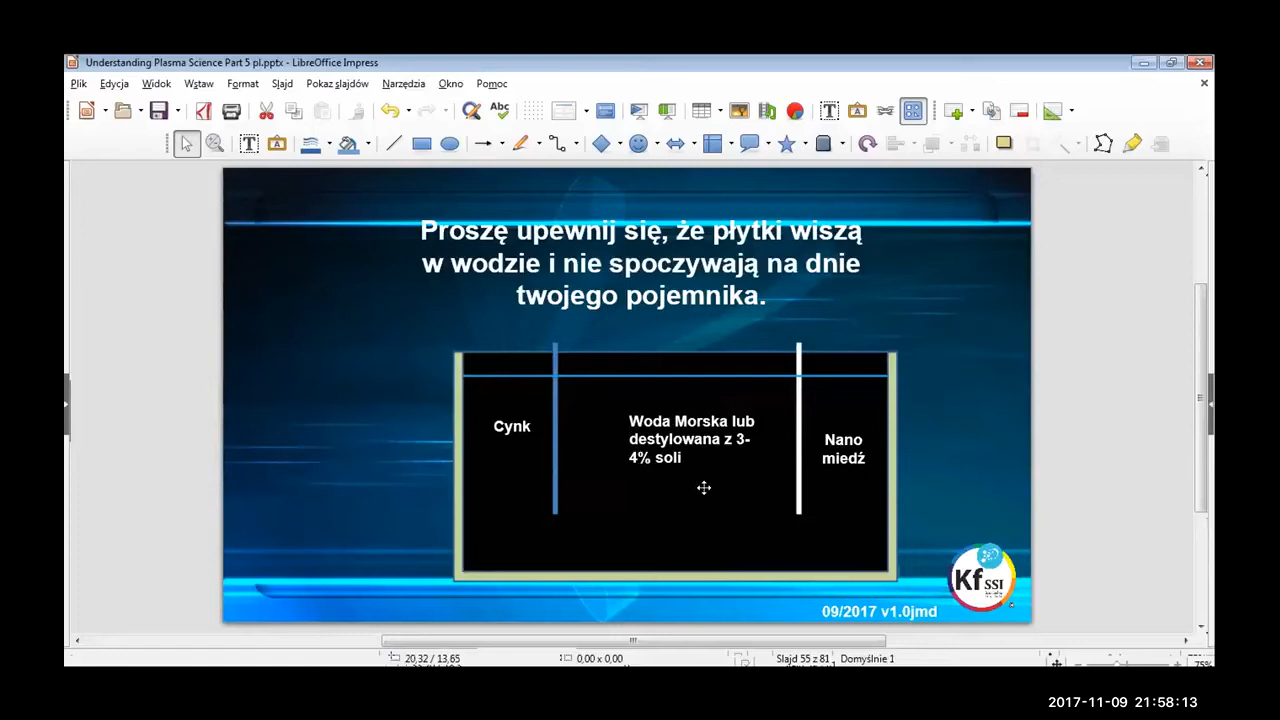 Understanding Plasma Science Part 5 pl.pptx - LibreOffice Impress
Plik Edycja Widok Wstaw Format Slajd Pokaz slajdów Narzędzia Okno Pomoc
Proszę upewnij się, że płytki wiszą
w wodzie i nie spoczywają na dnie
twojego pojemnika.
Cynk
Woda Morska lub
destylowana z 3-
4% soli
Nano
miedź
Kf SSI
09/2017 v1.0jmd
20,32 / 13,65 0,00 x 0,00 Slajd 55 z 81 Domyślnie 1 75%
2017-11-09 21:58:13